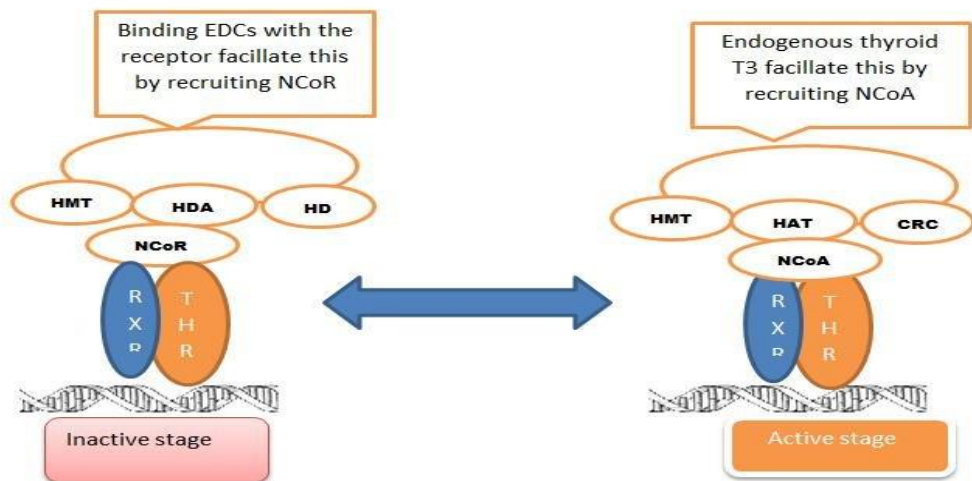 Binding EDCs with the
receptor facillate this
by recruiting NCoR
HMT
HDA
HD
NCoR
R
X
R
T
H
R
Inactive stage
Endogenous thyroid
T3 facillate this by
recruiting NCoA
HMT
HAT
CRC
NCoA
R
X
R
T
H
R
Active stage